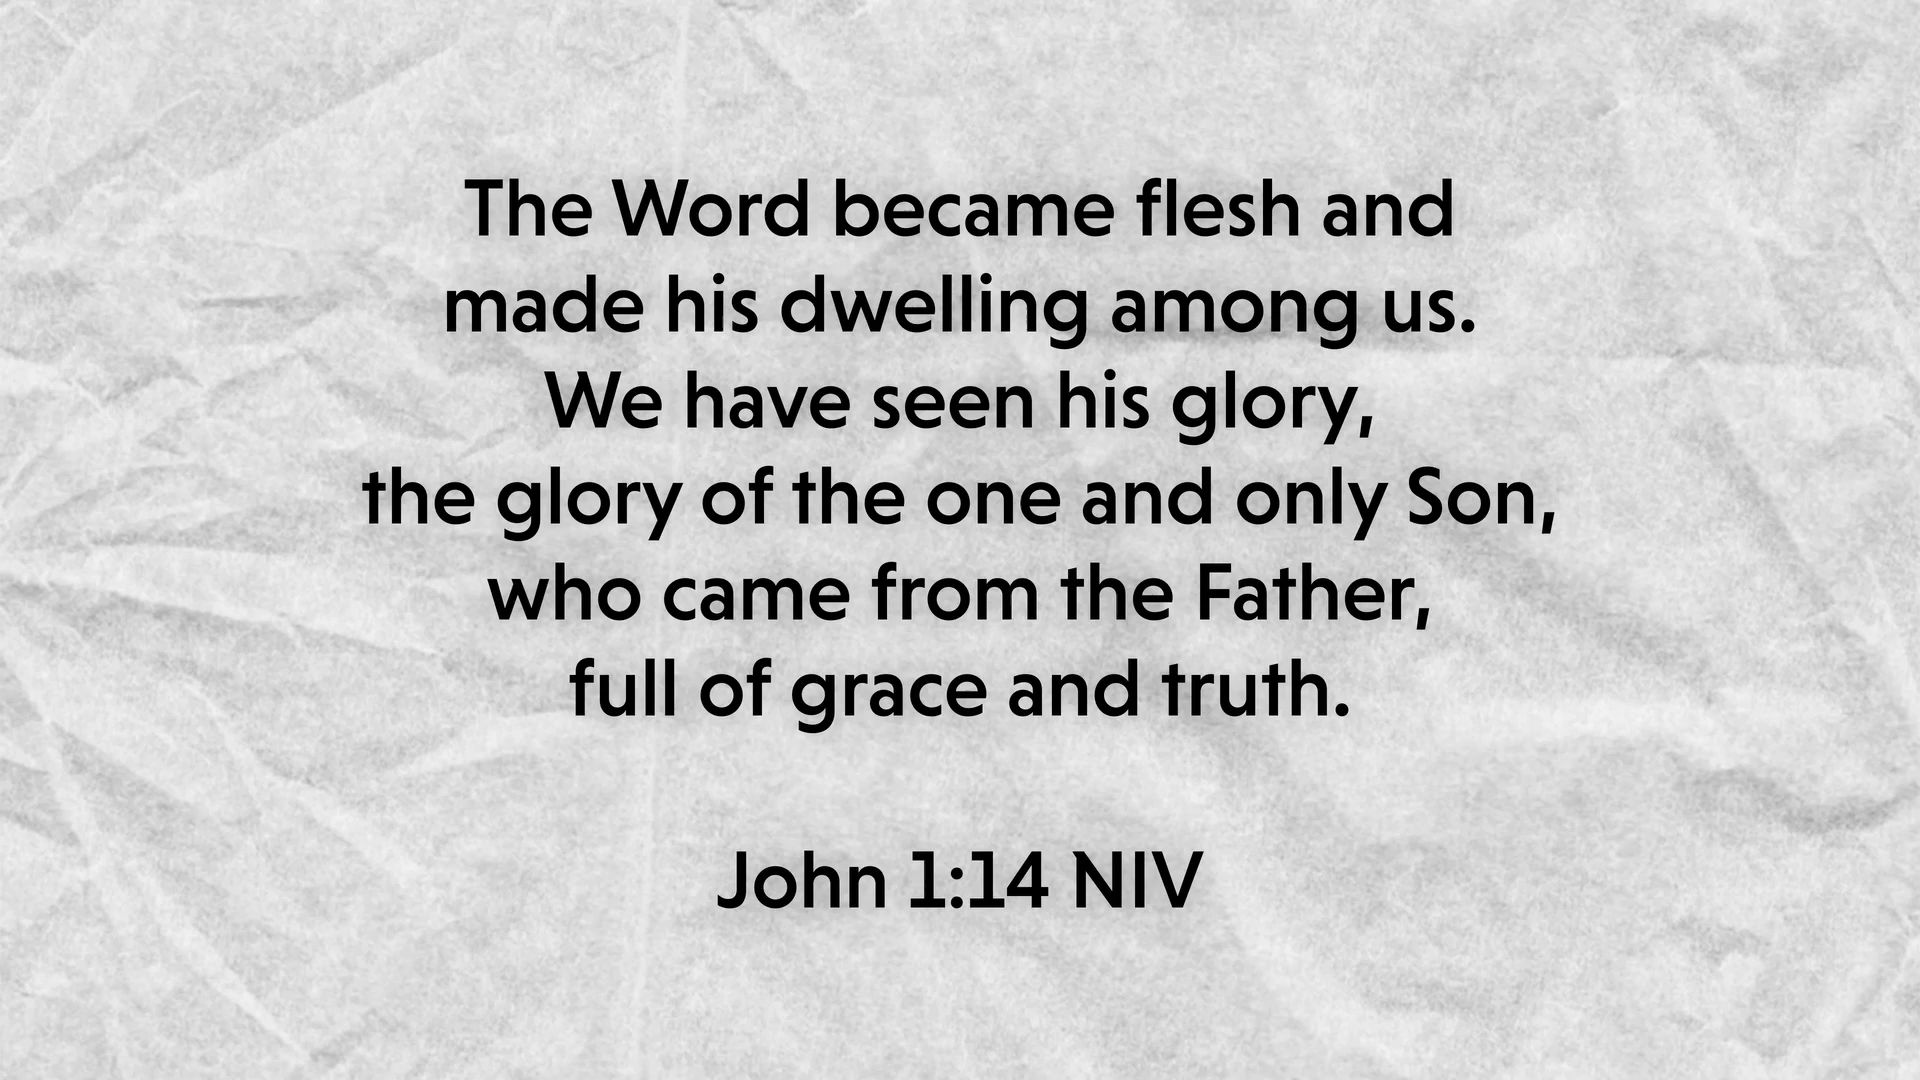 The Word became flesh and
made his dwelling among us.
We have seen his glory,
the glory of the one and only Son,
who came from the Father,
full of grace and truth.
John 1:14 NIV